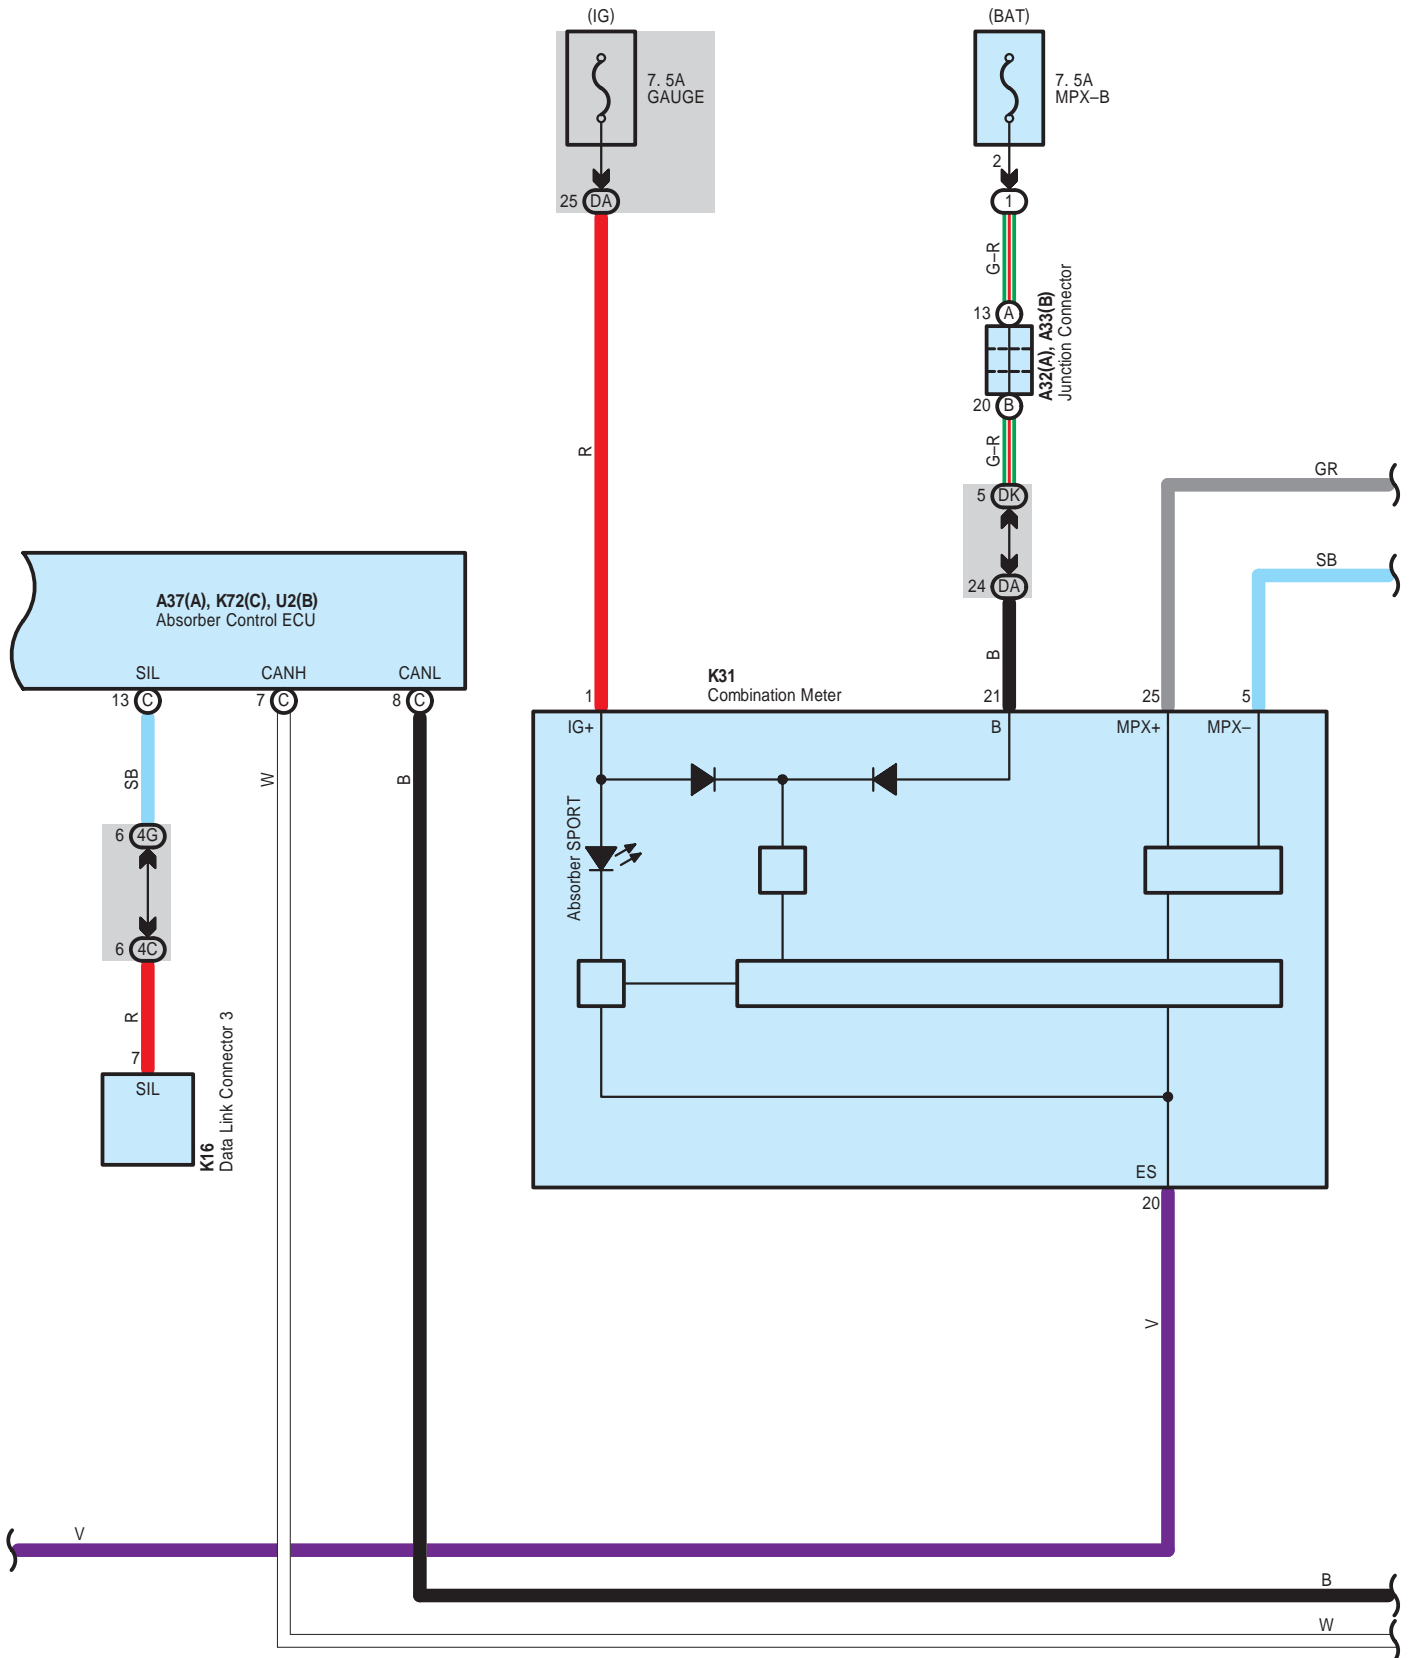 (IG)
(BAT)
7. 5A
GAUGE
7. 5A
MPX–B
2
25 DA
1
G–R
13 A
A32(A), A33(B)
Junction Connector
20 B
R
G–R
GR
5 DK
SB
24 DA
A37(A), K72(C), U2(B)
Absorber Control ECU
B
SIL
CANH
CANL
K31
Combination Meter
13 C
7 C
8 C
1
21
25
5
IG+
B
MPX+
MPX–
SB
W
B
Absorber SPORT
6 4G
6 4C
R
7
SIL
K16
Data Link Connector 3
ES
20
V
V
B
W